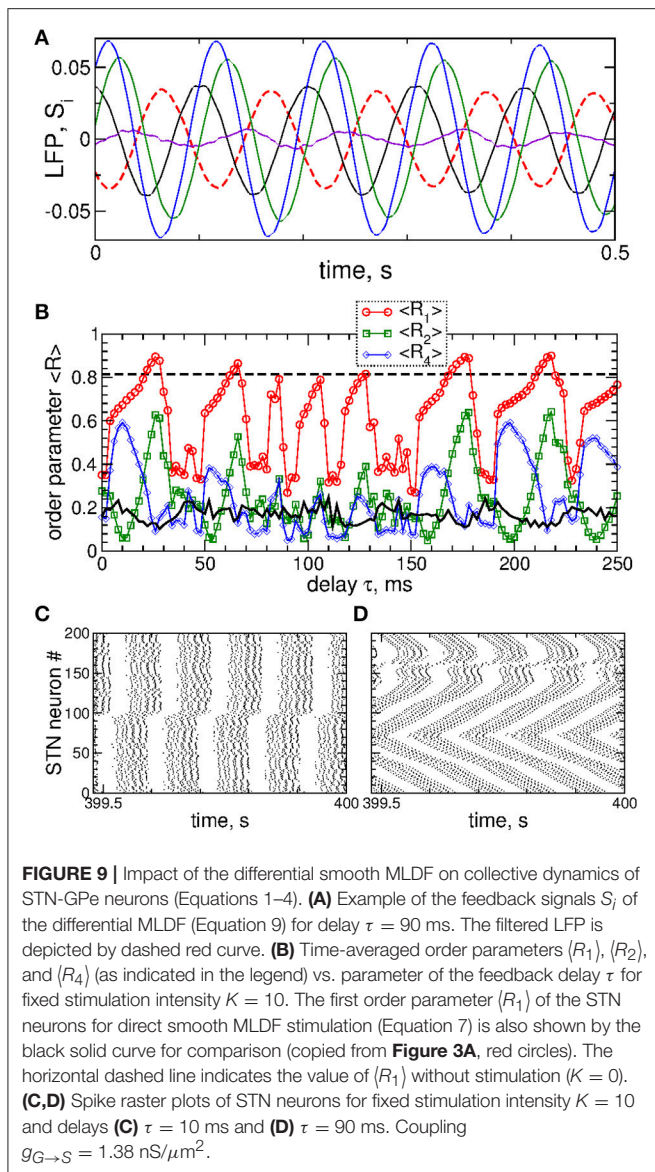 A
LFP, S_i
0.05
0
-0.05
0
0.5
time, s
B
<R_1>
<R_2>
<R_4>
order parameter <R>
1
0.8
0.6
0.4
0.2
0
0
50
100
150
200
250
delay τ, ms
C
D
STN neuron #
200
150
100
50
0
399.5
400
399.5
400
time, s
time, s
FIGURE 9 | Impact of the differential smooth MLDF on collective dynamics of
STN-GPe neurons (Equations 1–4). (A) Example of the feedback signals S_i of
the differential MLDF (Equation 9) for delay τ = 90 ms. The filtered LFP is
depicted by dashed red curve. (B) Time-averaged order parameters ⟨R_1⟩, ⟨R_2⟩,
and ⟨R_4⟩ (as indicated in the legend) vs. parameter of the feedback delay τ for
fixed stimulation intensity K = 10. The first order parameter ⟨R_1⟩ of the STN
neurons for direct smooth MLDF stimulation (Equation 7) is also shown by the
black solid curve for comparison (copied from Figure 3A, red circles). The
horizontal dashed line indicates the value of ⟨R_1⟩ without stimulation (K = 0).
(C,D) Spike raster plots of STN neurons for fixed stimulation intensity K = 10
and delays (C) τ = 10 ms and (D) τ = 90 ms. Coupling
g_{G→S} = 1.38 nS/μm².